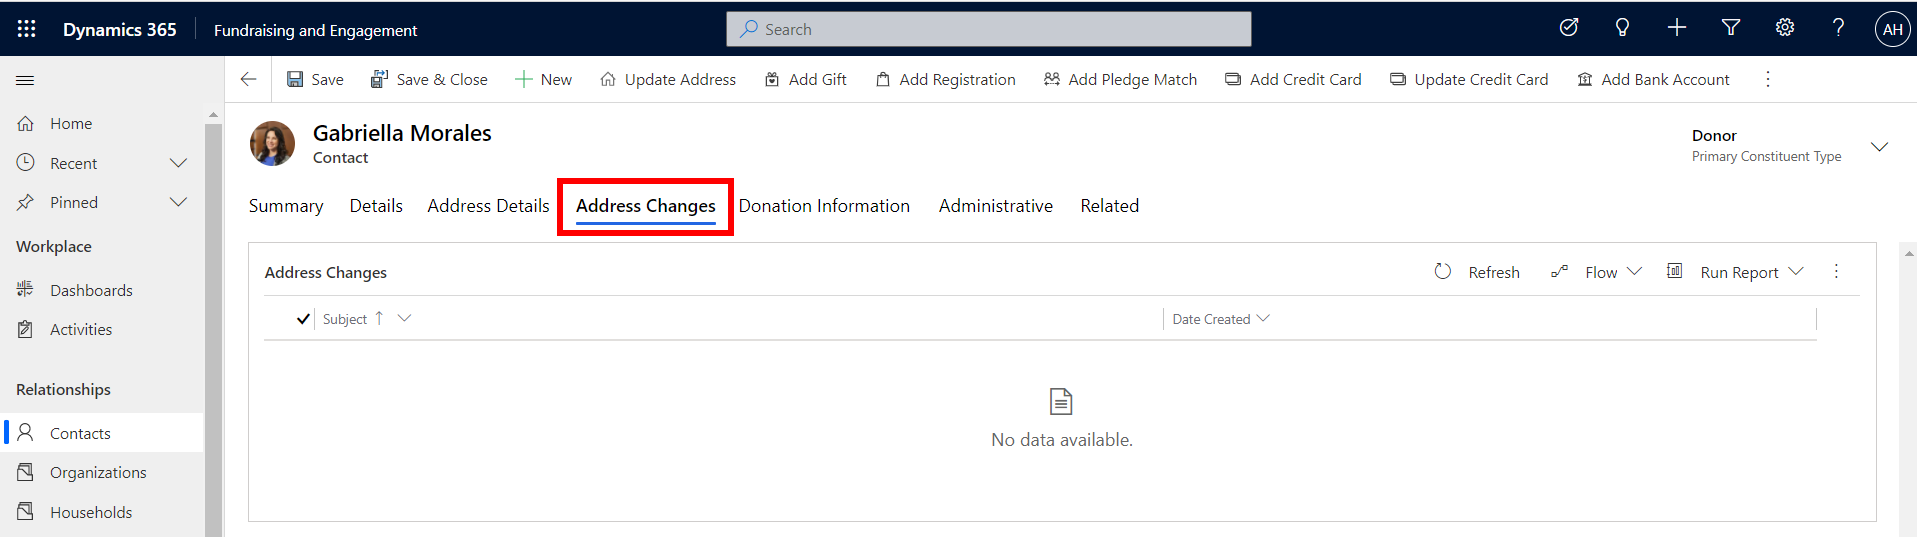 Dynamics 365 Fundraising and Engagement Search AH
Save Save & Close New Update Address Add Gift Add Registration Add Pledge Match Add Credit Card Update Credit Card Add Bank Account
Home
Recent
Pinned
Workplace
Dashboards
Activities
Relationships
Contacts
Organizations
Households
Gabriella Morales
Contact
Donor
Primary Constituent Type
Summary Details Address Details Address Changes Donation Information Administrative Related
Address Changes Refresh Flow Run Report
Subject Date Created
No data available.